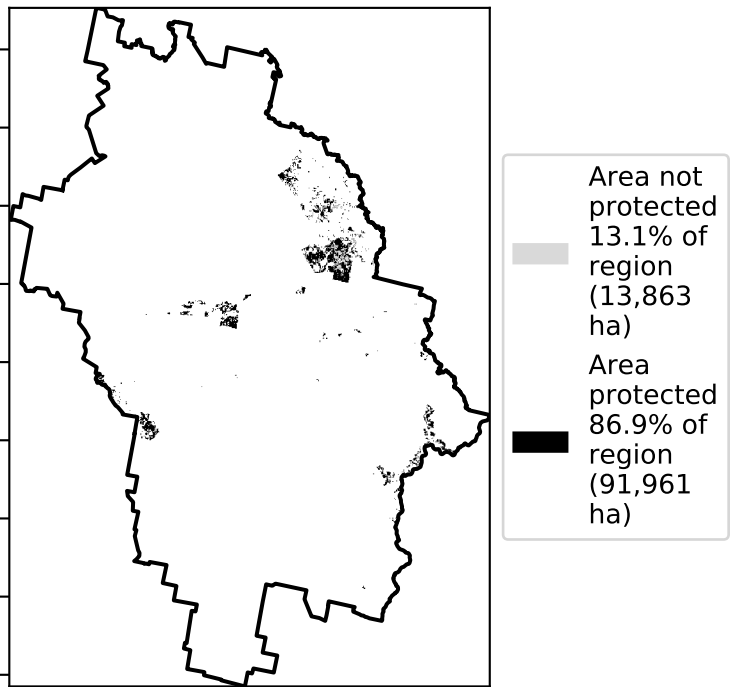 Area not
protected
13.1% of
region
(13,863
ha)
Area
protected
86.9% of
region
(91,961
ha)